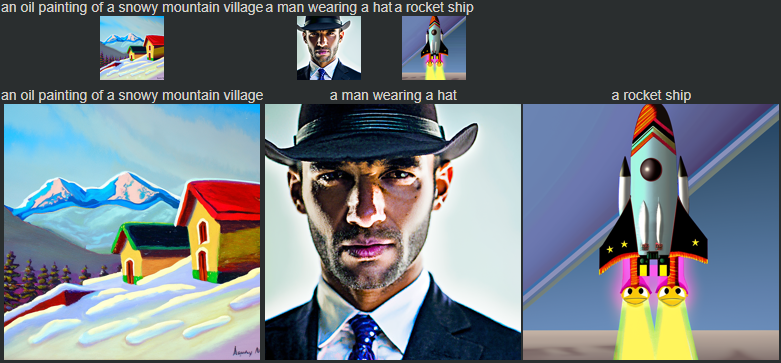 an oil painting of a snowy mountain village
a man wearing a hat
a rocket ship
an oil painting of a snowy mountain village
a man wearing a hat
a rocket ship